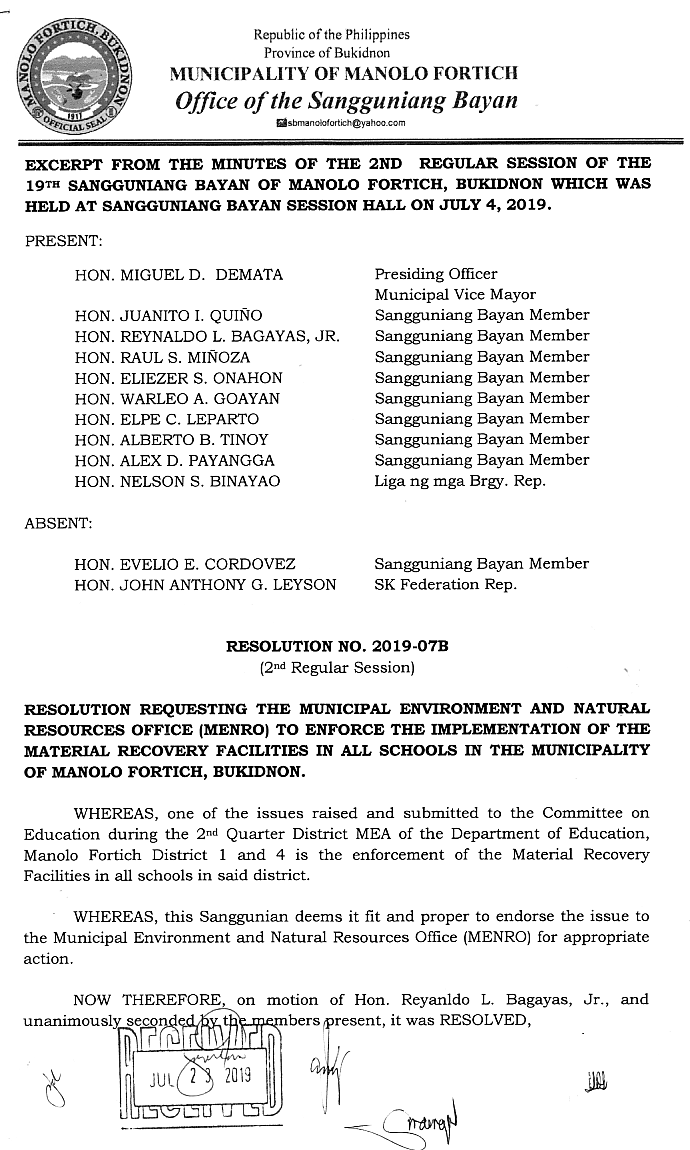 Republic of the Philippines
Province of Bukidnon
MUNICIPALITY OF MANOLO FORTICH
Office of the Sangguniang Bayan
sbmanolofortich@yahoo.com
MANOLO FORTICH, BUKIDNON
1917
OFFICIAL SEAL
EXCERPT FROM THE MINUTES OF THE 2ND REGULAR SESSION OF THE
19TH SANGGUNIANG BAYAN OF MANOLO FORTICH, BUKIDNON WHICH WAS
HELD AT SANGGUNIANG BAYAN SESSION HALL ON JULY 4, 2019.
PRESENT:
HON. MIGUEL D. DEMATA Presiding Officer
Municipal Vice Mayor
HON. JUANITO I. QUIÑO Sangguniang Bayan Member
HON. REYNALDO L. BAGAYAS, JR. Sangguniang Bayan Member
HON. RAUL S. MIÑOZA Sangguniang Bayan Member
HON. ELIEZER S. ONAHON Sangguniang Bayan Member
HON. WARLEO A. GOAYAN Sangguniang Bayan Member
HON. ELPE C. LEPARTO Sangguniang Bayan Member
HON. ALBERTO B. TINOY Sangguniang Bayan Member
HON. ALEX D. PAYANGGA Sangguniang Bayan Member
HON. NELSON S. BINAYAO Liga ng mga Brgy. Rep.
ABSENT:
HON. EVELIO E. CORDOVEZ Sangguniang Bayan Member
HON. JOHN ANTHONY G. LEYSON SK Federation Rep.
RESOLUTION NO. 2019-07B
(2nd Regular Session)
RESOLUTION REQUESTING THE MUNICIPAL ENVIRONMENT AND NATURAL
RESOURCES OFFICE (MENRO) TO ENFORCE THE IMPLEMENTATION OF THE
MATERIAL RECOVERY FACILITIES IN ALL SCHOOLS IN THE MUNICIPALITY
OF MANOLO FORTICH, BUKIDNON.
WHEREAS, one of the issues raised and submitted to the Committee on
Education during the 2nd Quarter District MEA of the Department of Education,
Manolo Fortich District 1 and 4 is the enforcement of the Material Recovery
Facilities in all schools in said district.
WHEREAS, this Sanggunian deems it fit and proper to endorse the issue to
the Municipal Environment and Natural Resources Office (MENRO) for appropriate
action.
NOW THEREFORE, on motion of Hon. Reyanldo L. Bagayas, Jr., and
unanimously seconded by the members present, it was RESOLVED,
JUL 23 2019